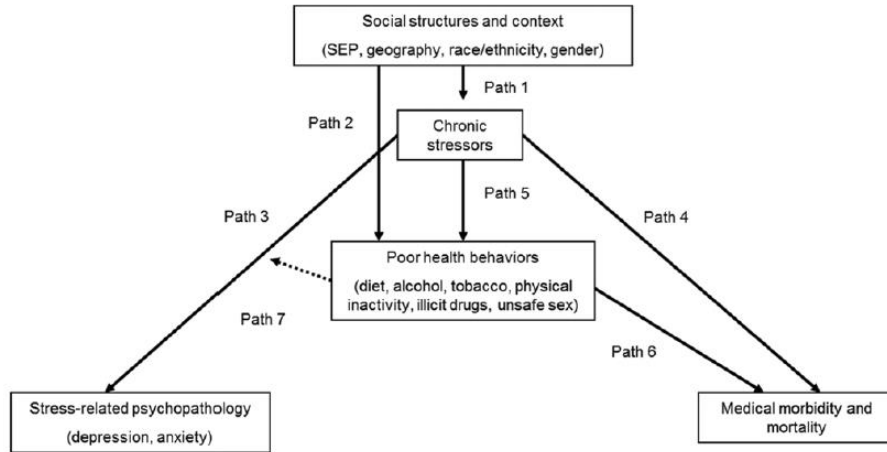 Social structures and context
(SEP, geography, race/ethnicity, gender)
Path 1
Path 2
Chronic
stressors
Path 3
Path 5
Path 4
Poor health behaviors
(diet, alcohol, tobacco, physical
inactivity, illicit drugs, unsafe sex)
Path 7
Path 6
Stress-related psychopathology
(depression, anxiety)
Medical morbidity and
mortality